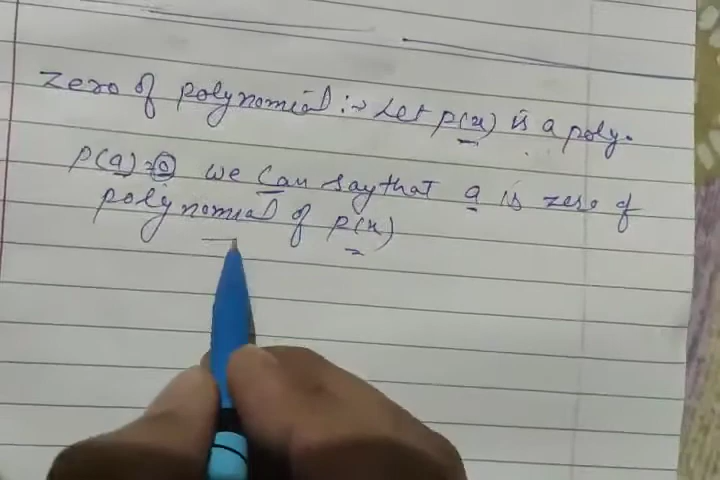 Zero of polynomial :→ Let p(x) is a poly.
p(a)=0 we can say that a is zero of
polynomial of p(x)